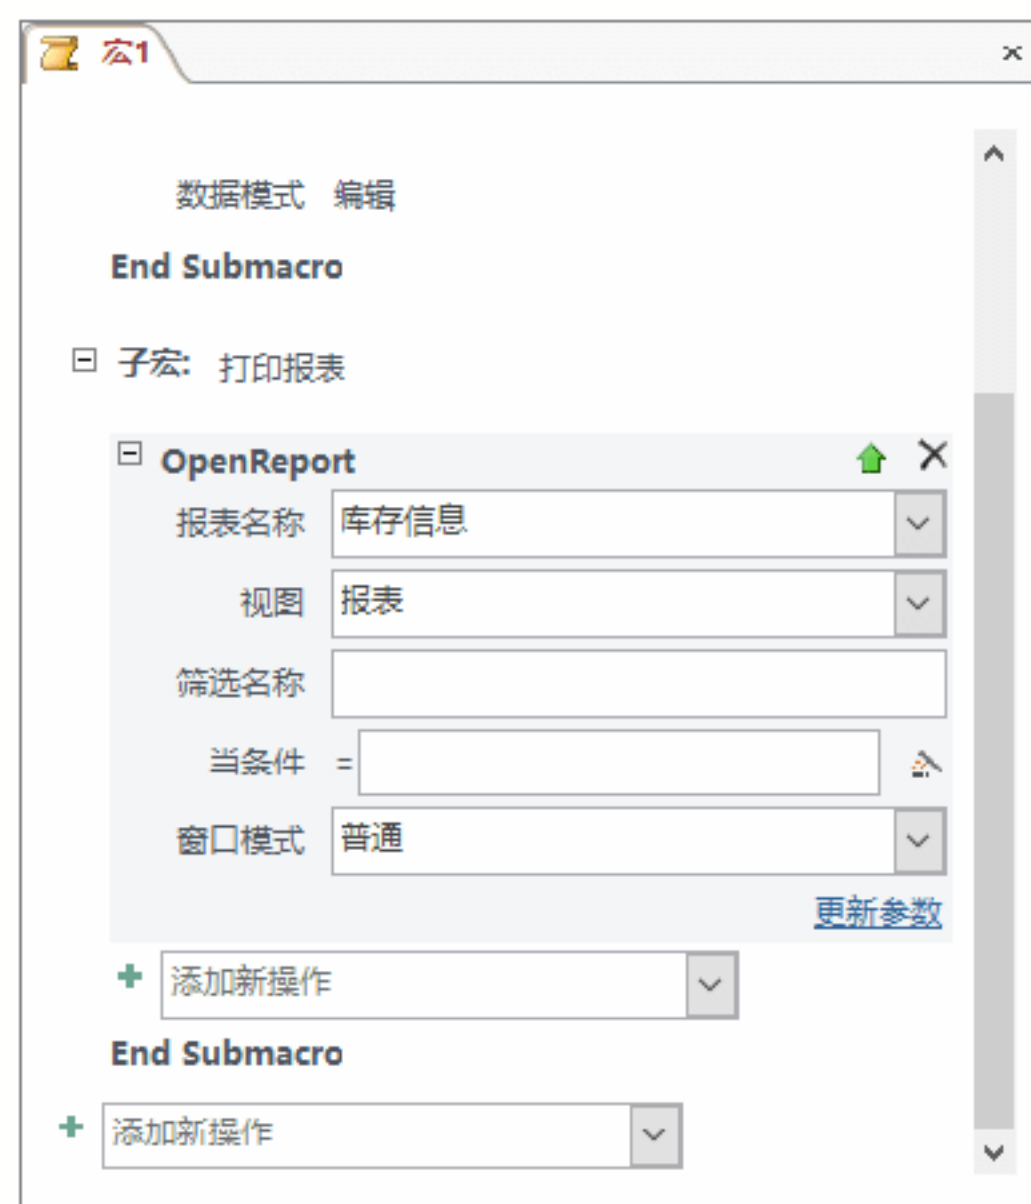 宏1
数据模式 编辑
End Submacro
子宏: 打印报表
OpenReport
报表名称 库存信息
视图 报表
筛选名称
当条件 =
窗口模式 普通
更新参数
添加新操作
End Submacro
添加新操作